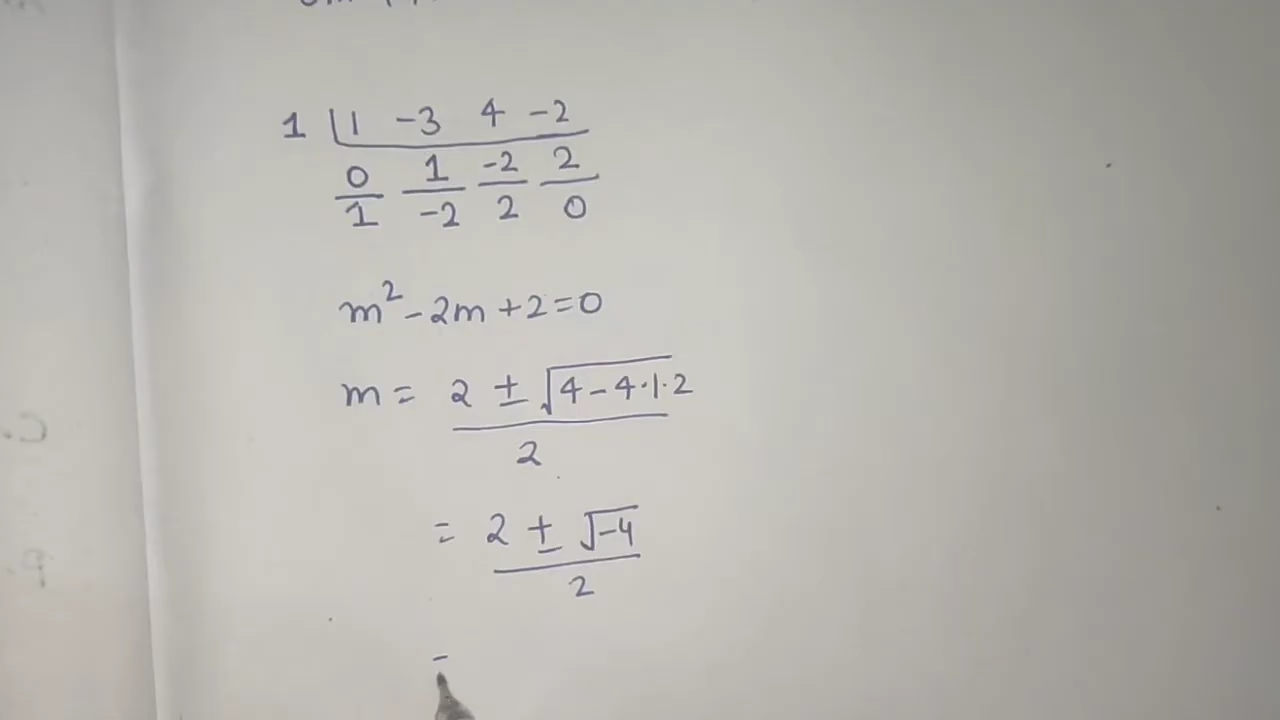 1 | 1 -3 4 -2
0 1 -2 2
1 -2 2 0
m² - 2m + 2 = 0
m = 2 ± √4 - 4·1·2
2
= 2 ± √-4
2
=